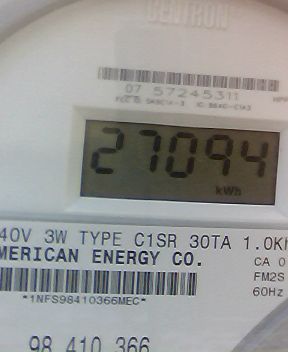 CENTRON
07 57245311
27094
kWh
40V 3W TYPE C1SR 30TA 1.0Kh
MERICAN ENERGY CO.
CA 0
FM2S
60Hz
*1NFS98410366MEC*
98 410 366